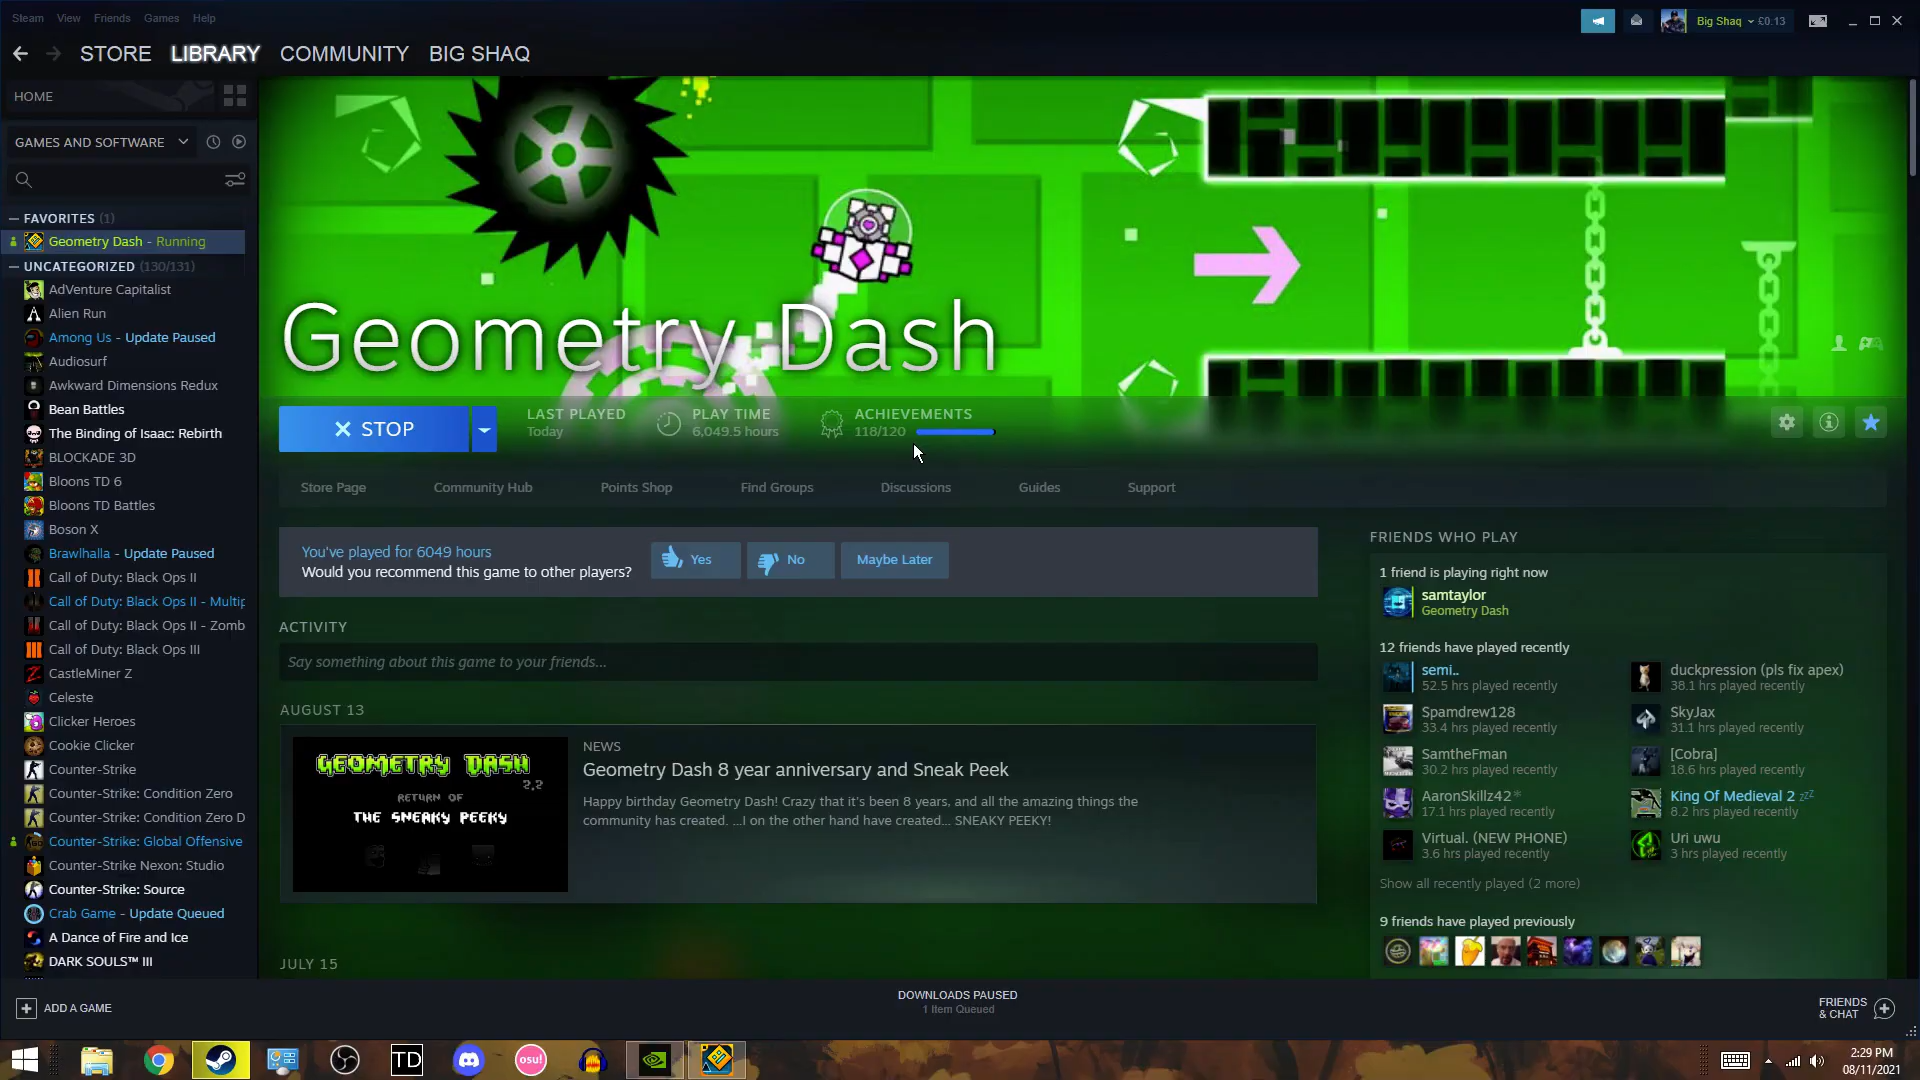 Steam View Friends Games Help
Big Shaq £0.13
STORE LIBRARY COMMUNITY BIG SHAQ
HOME
GAMES AND SOFTWARE
— FAVORITES (1)
Geometry Dash - Running
— UNCATEGORIZED (130/131)
AdVenture Capitalist
Alien Run
Among Us - Update Paused
Audiosurf
Awkward Dimensions Redux
Bean Battles
The Binding of Isaac: Rebirth
BLOCKADE 3D
Bloons TD 6
Bloons TD Battles
Boson X
Brawlhalla - Update Paused
Call of Duty: Black Ops II
Call of Duty: Black Ops II - Multip
Call of Duty: Black Ops II - Zomb
Call of Duty: Black Ops III
CastleMiner Z
Celeste
Clicker Heroes
Cookie Clicker
Counter-Strike
Counter-Strike: Condition Zero
Counter-Strike: Condition Zero D
Counter-Strike: Global Offensive
Counter-Strike Nexon: Studio
Counter-Strike: Source
Crab Game - Update Queued
A Dance of Fire and Ice
DARK SOULS™ III
ADD A GAME
Geometry Dash
STOP
LAST PLAYED
Today
PLAY TIME
6,049.5 hours
ACHIEVEMENTS
118/120
Store Page Community Hub Points Shop Find Groups Discussions Guides Support
You've played for 6049 hours
Would you recommend this game to other players?
Yes No Maybe Later
ACTIVITY
Say something about this game to your friends...
AUGUST 13
GEOMETRY DASH
2.2
RETURN OF
THE SNEAKY PEEKY
NEWS
Geometry Dash 8 year anniversary and Sneak Peek
Happy birthday Geometry Dash! Crazy that it's been 8 years, and all the amazing things the
community has created. ...I on the other hand have created... SNEAKY PEEKY!
JULY 15
FRIENDS WHO PLAY
1 friend is playing right now
samtaylor
Geometry Dash
12 friends have played recently
semi..
52.5 hrs played recently
duckpression (pls fix apex)
38.1 hrs played recently
Spamdrew128
33.4 hrs played recently
SkyJax
31.1 hrs played recently
SamtheFman
30.2 hrs played recently
[Cobra]
18.6 hrs played recently
AaronSkillz42*
17.1 hrs played recently
King Of Medieval 2 zzZ
8.2 hrs played recently
Virtual. (NEW PHONE)
3.6 hrs played recently
Uri uwu
3 hrs played recently
Show all recently played (2 more)
9 friends have played previously
DOWNLOADS PAUSED
1 Item Queued
FRIENDS
& CHAT
TD
osu!
2:29 PM
08/11/2021